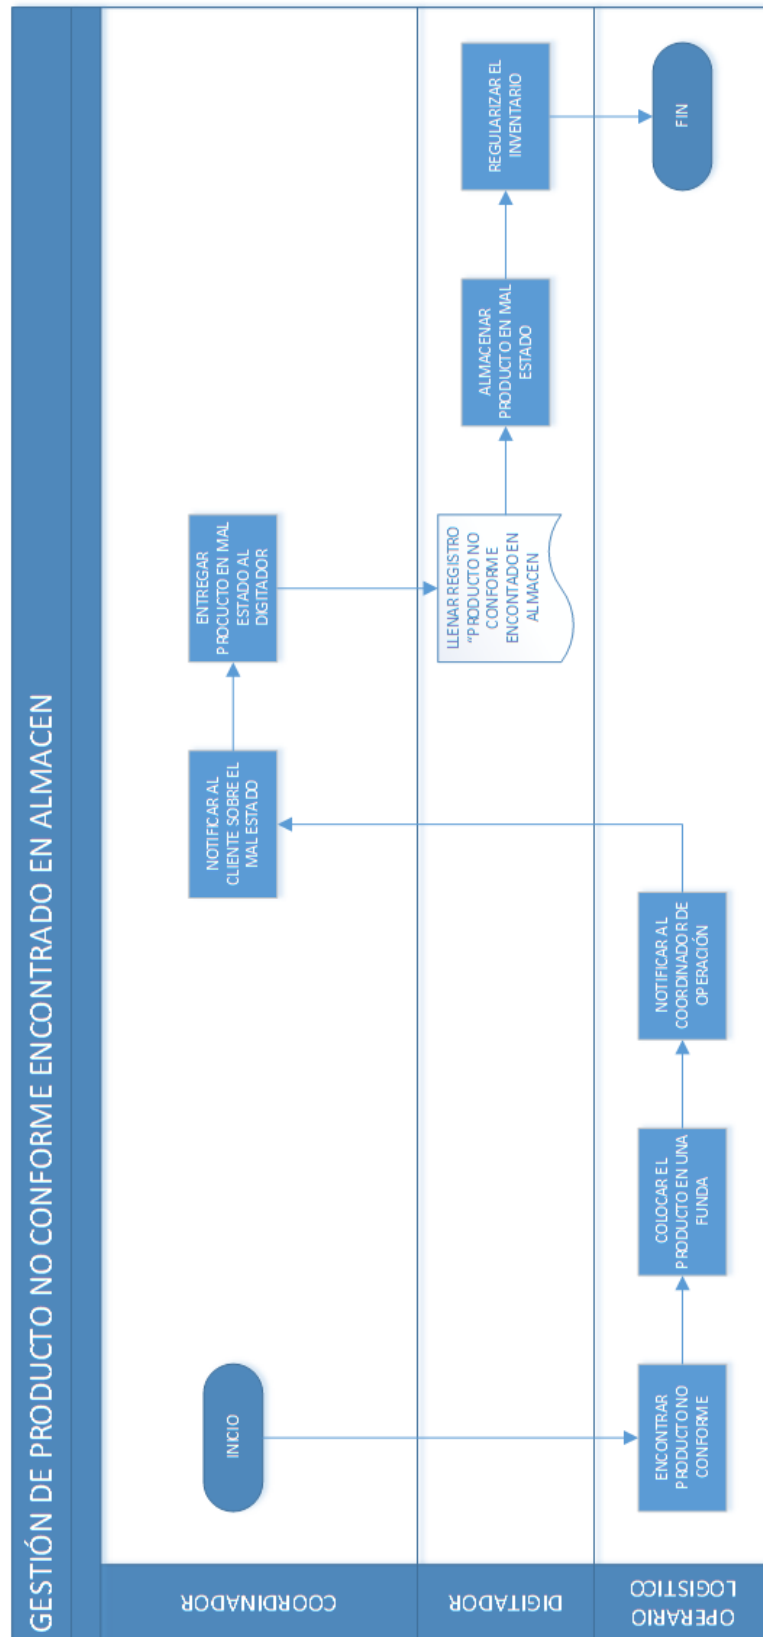 GESTIÓN DE PRODUCTO NO CONFORME ENCONTRADO EN ALMACEN
COORDINADOR
INICIO
NOTIFICAR AL
CLIENTE SOBRE EL
MAL ESTADO
ENTREGAR
PROCUCTO EN MAL
ESTADO AL
DIGITADOR
DIGITADOR
LLENAR REGISTRO
“PRODUCTO NO
CONFORME
ENCONTADO EN
ALMACEN
ALMACENAR
PRODUCTO EN MAL
ESTADO
REGULARIZAR EL
INVENTARIO
OPERARIO
LOGISTICO
ENCONTRAR
PRODUCTO NO
CONFORME
COLOCAR EL
PRODUCTO EN UNA
FUNDA
NOTIFICAR AL
COORDINADOR DE
OPERACIÓN
FIN